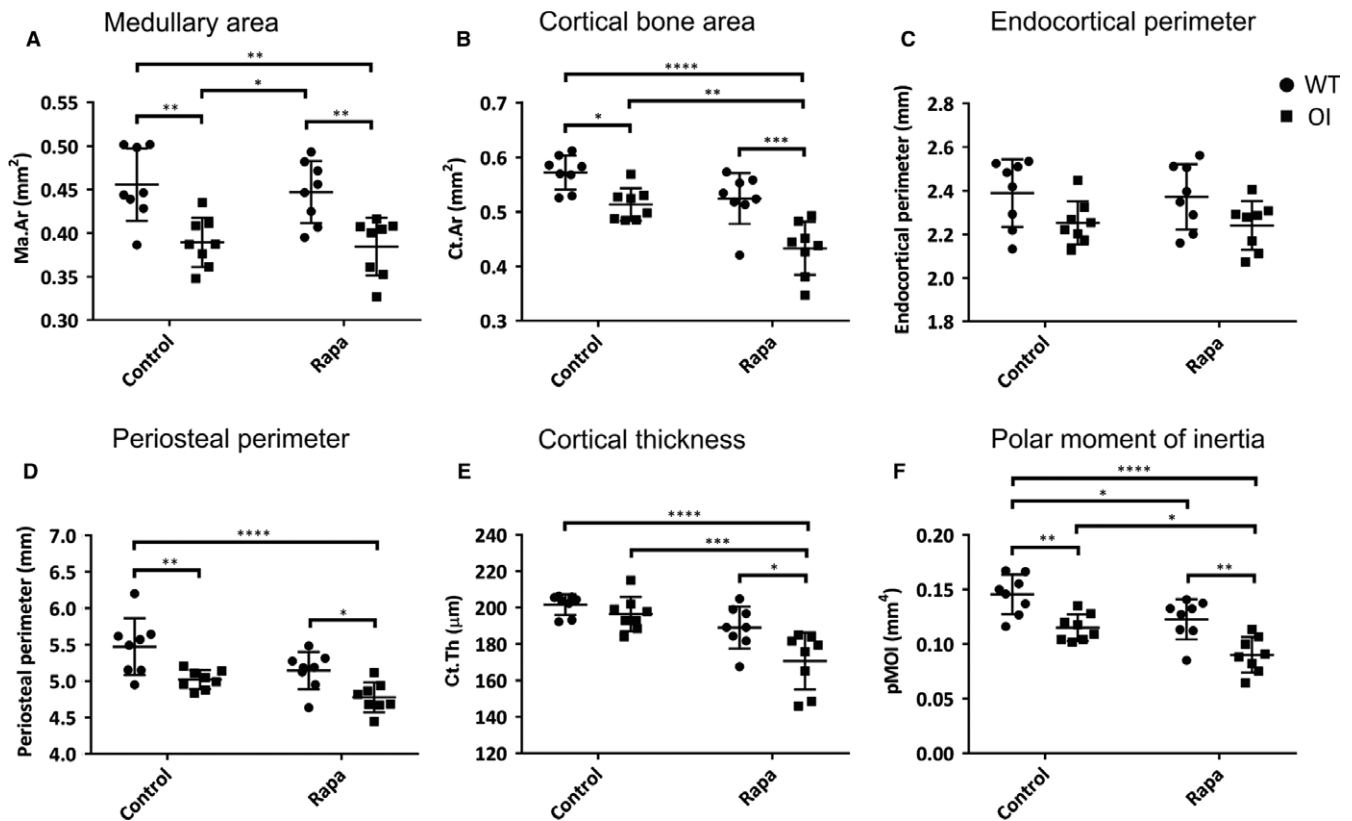 Medullary area
A
**
*
**
**
0.55
0.50
0.45
0.40
0.35
0.30
Ma.Ar (mm²)
Control
Rapa
Cortical bone area
B
****
**
*
***
0.7
0.6
0.5
0.4
0.3
Ct.Ar (mm²)
Control
Rapa
Endocortical perimeter
C
WT
OI
2.8
2.6
2.4
2.2
2.0
1.8
Endocortical perimeter (mm)
Control
Rapa
Periosteal perimeter
D
****
**
*
7.0
6.5
6.0
5.5
5.0
4.5
4.0
Periosteal perimeter (mm)
Control
Rapa
Cortical thickness
E
****
***
*
240
220
200
180
160
140
120
Ct.Th (μm)
Control
Rapa
Polar moment of inertia
F
****
*
*
**
**
0.20
0.15
0.10
0.05
0.00
pMOI (mm⁴)
Control
Rapa